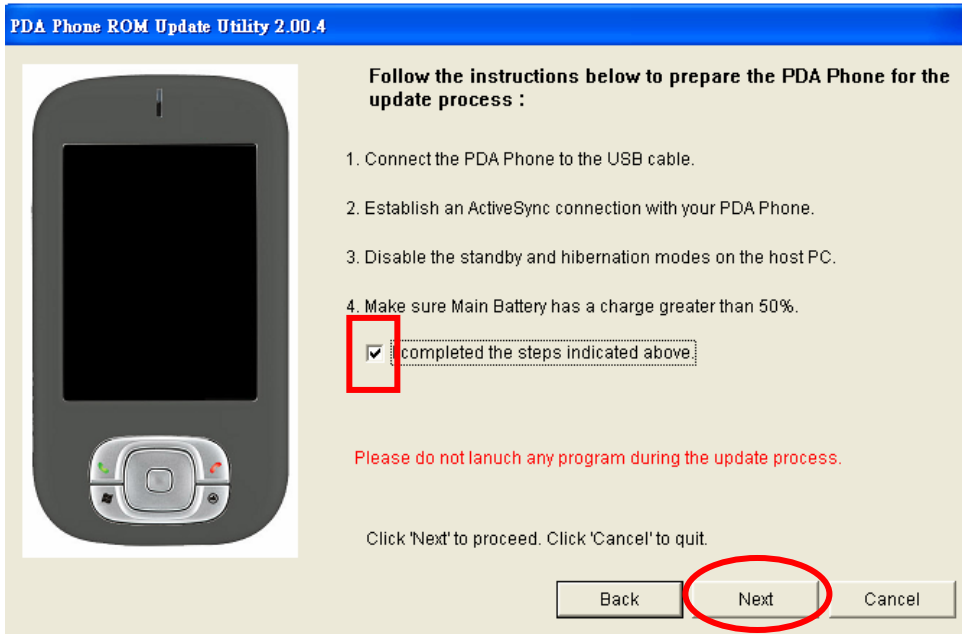 PDA Phone ROM Update Utility 2.00.4
Follow the instructions below to prepare the PDA Phone for the
update process :
1. Connect the PDA Phone to the USB cable.
2. Establish an ActiveSync connection with your PDA Phone.
3. Disable the standby and hibernation modes on the host PC.
4. Make sure Main Battery has a charge greater than 50%.
I completed the steps indicated above.
Please do not lanuch any program during the update process.
Click 'Next' to proceed. Click 'Cancel' to quit.
Back
Next
Cancel